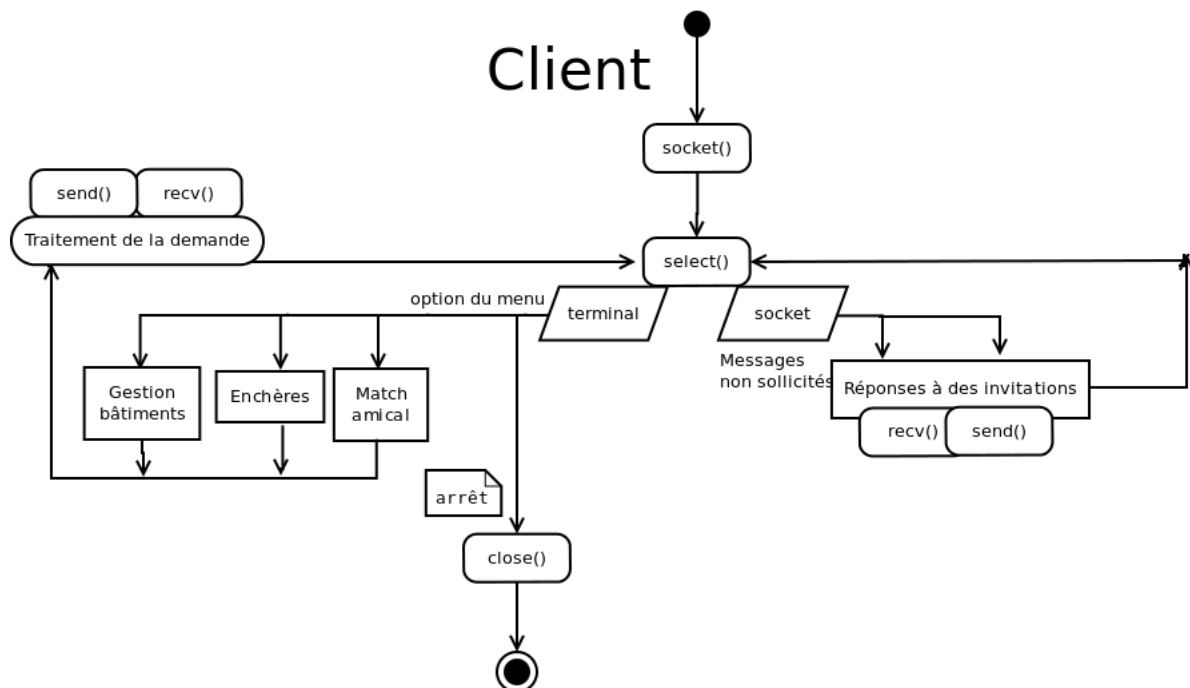 Client
socket()
send()
recv()
Traitement de la demande
select()
option du menu
terminal
socket
Messages
non sollicités
Gestion
bâtiments
Enchères
Match
amical
Réponses à des invitations
recv()
send()
arrêt
close()